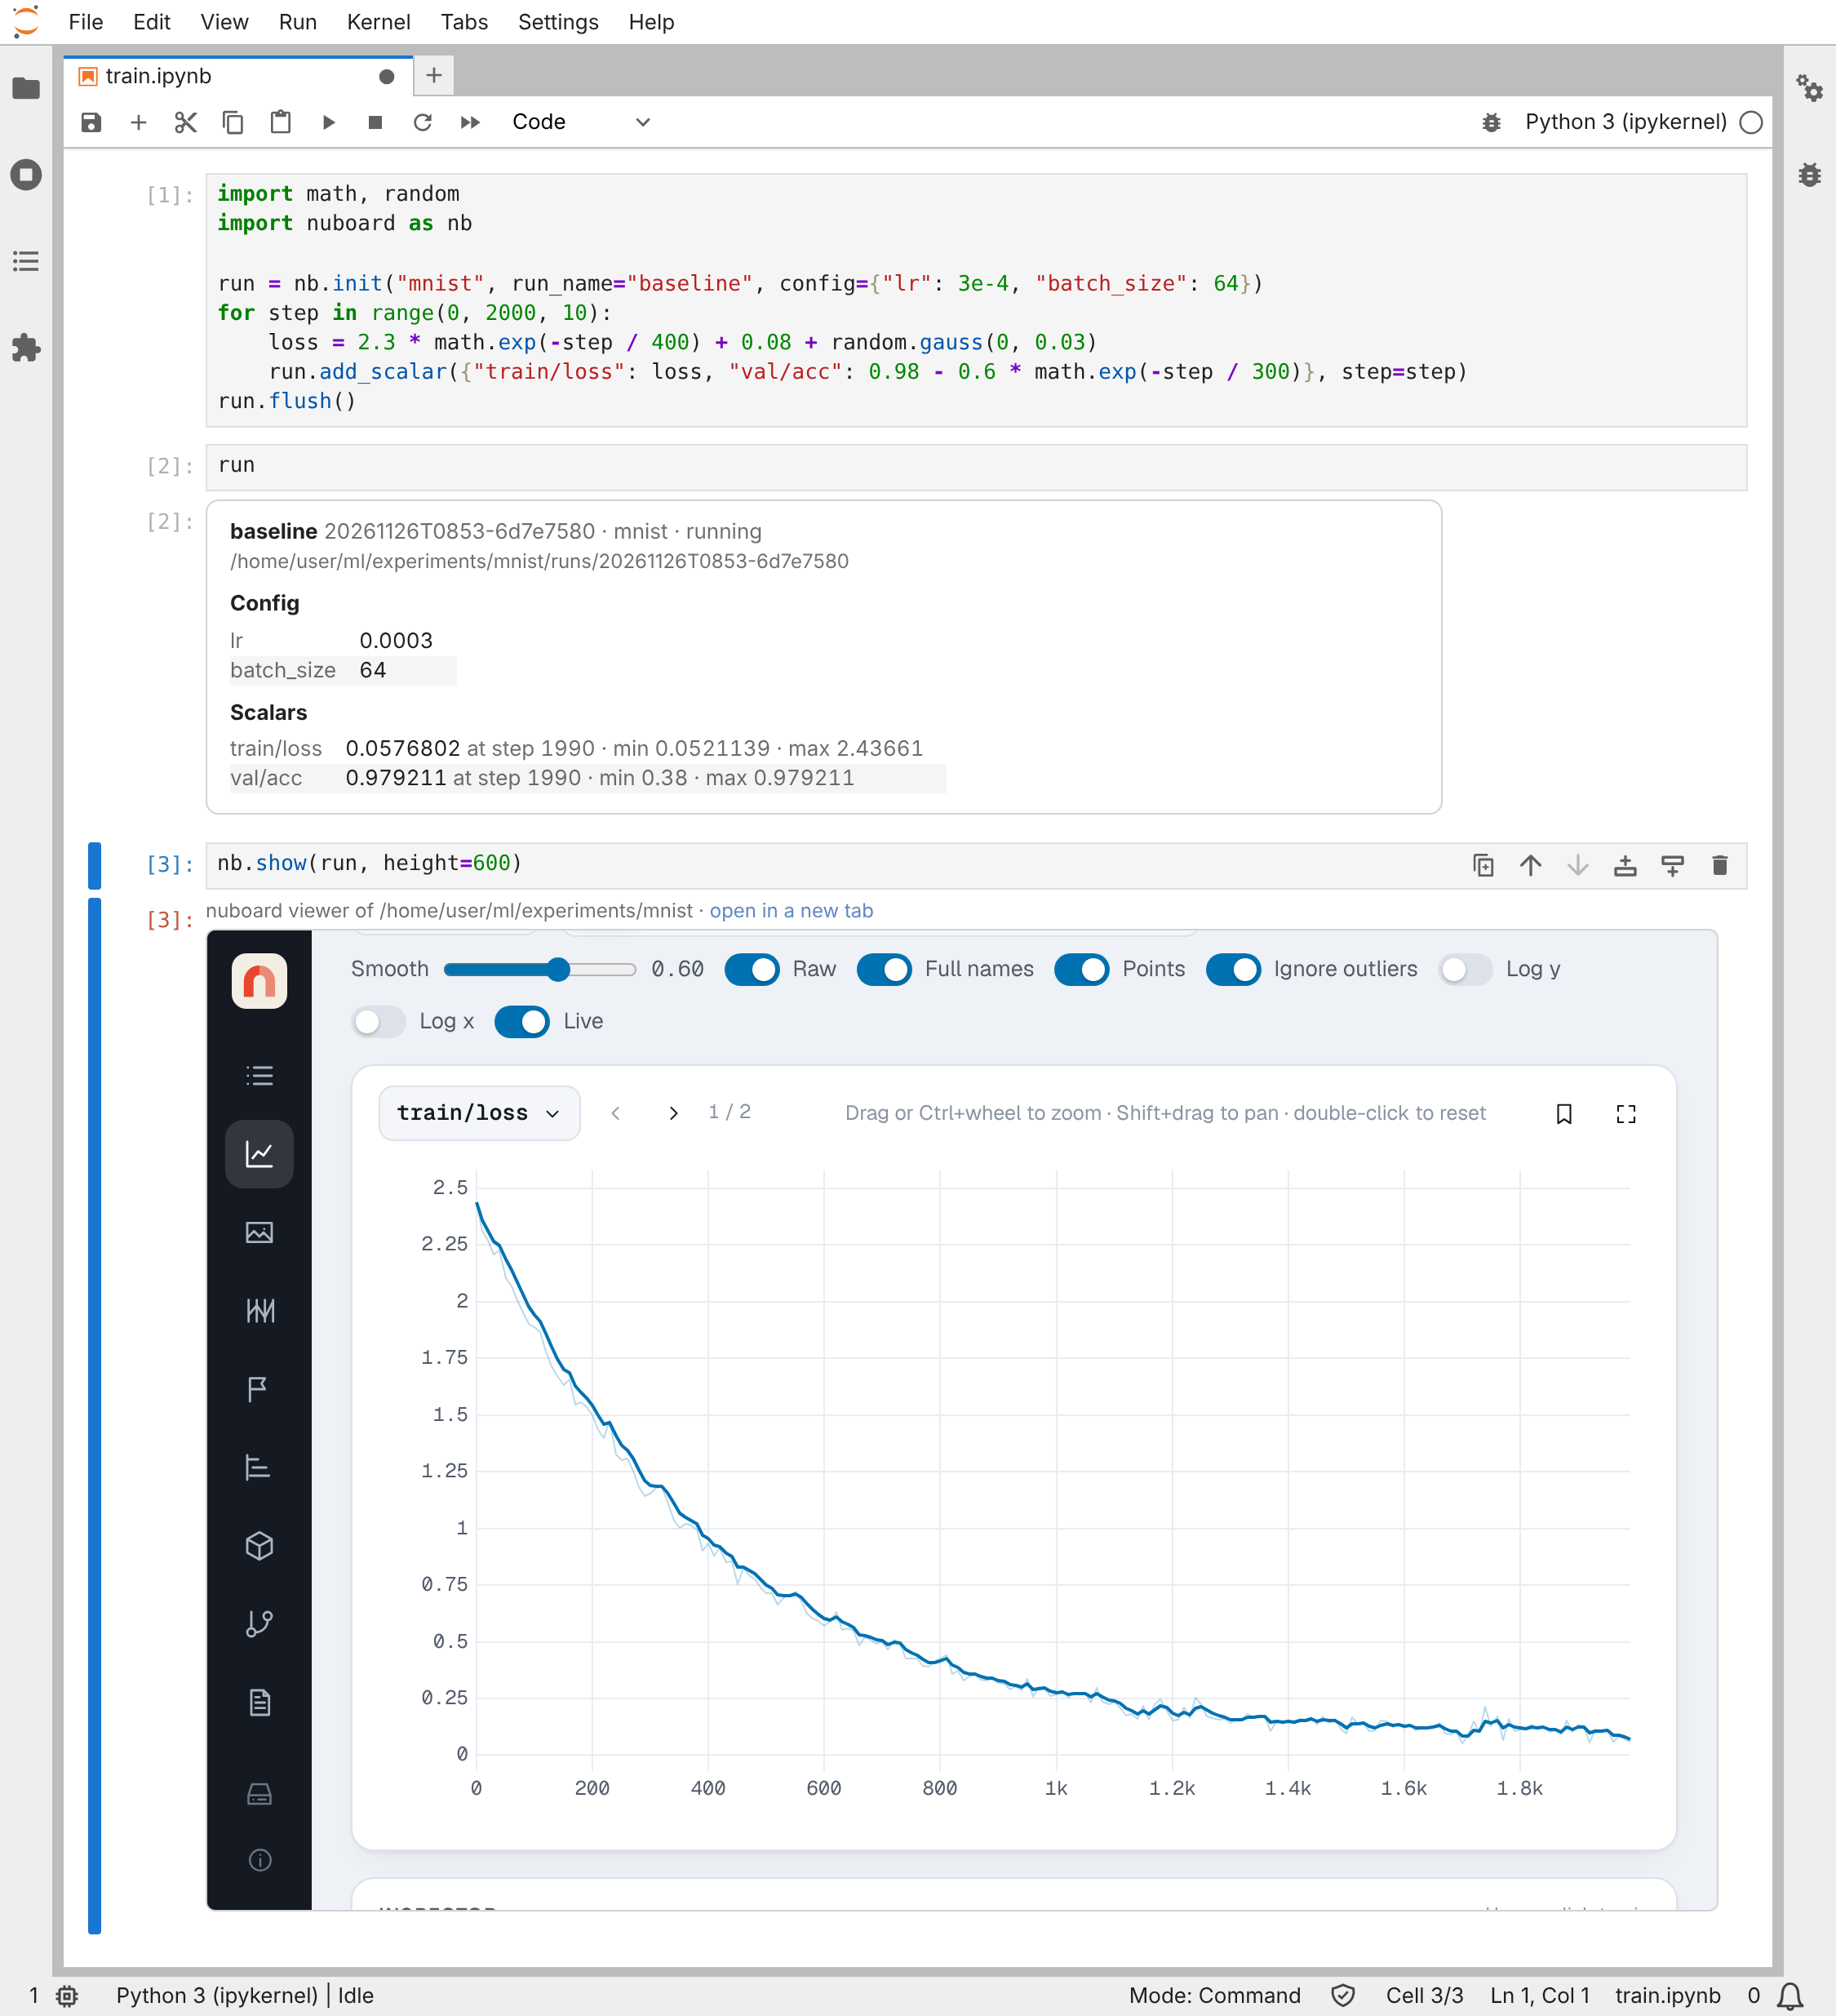 File Edit View Run Kernel Tabs Settings Help
train.ipynb
Code
Python 3 (ipykernel)
[1]:
import math, random
import nuboard as nb
run = nb.init("mnist", run_name="baseline", config={"lr": 3e-4, "batch_size": 64})
for step in range(0, 2000, 10):
    loss = 2.3 * math.exp(-step / 400) + 0.08 + random.gauss(0, 0.03)
    run.add_scalar({"train/loss": loss, "val/acc": 0.98 - 0.6 * math.exp(-step / 300)}, step=step)
run.flush()
[2]:
run
[2]:
baseline 20261126T0853-6d7e7580 · mnist · running
/home/user/ml/experiments/mnist/runs/20261126T0853-6d7e7580
Config
lr 0.0003
batch_size 64
Scalars
train/loss 0.0576802 at step 1990 · min 0.0521139 · max 2.43661
val/acc 0.979211 at step 1990 · min 0.38 · max 0.979211
[3]:
nb.show(run, height=600)
[3]:
nuboard viewer of /home/user/ml/experiments/mnist · open in a new tab
Smooth 0.60 Raw Full names Points Ignore outliers Log y
Log x Live
train/loss 1 / 2 Drag or Ctrl+wheel to zoom · Shift+drag to pan · double-click to reset
2.5
2.25
2
1.75
1.5
1.25
1
0.75
0.5
0.25
0
0 200 400 600 800 1k 1.2k 1.4k 1.6k 1.8k
1 Python 3 (ipykernel) | Idle Mode: Command Cell 3/3 Ln 1, Col 1 train.ipynb 0